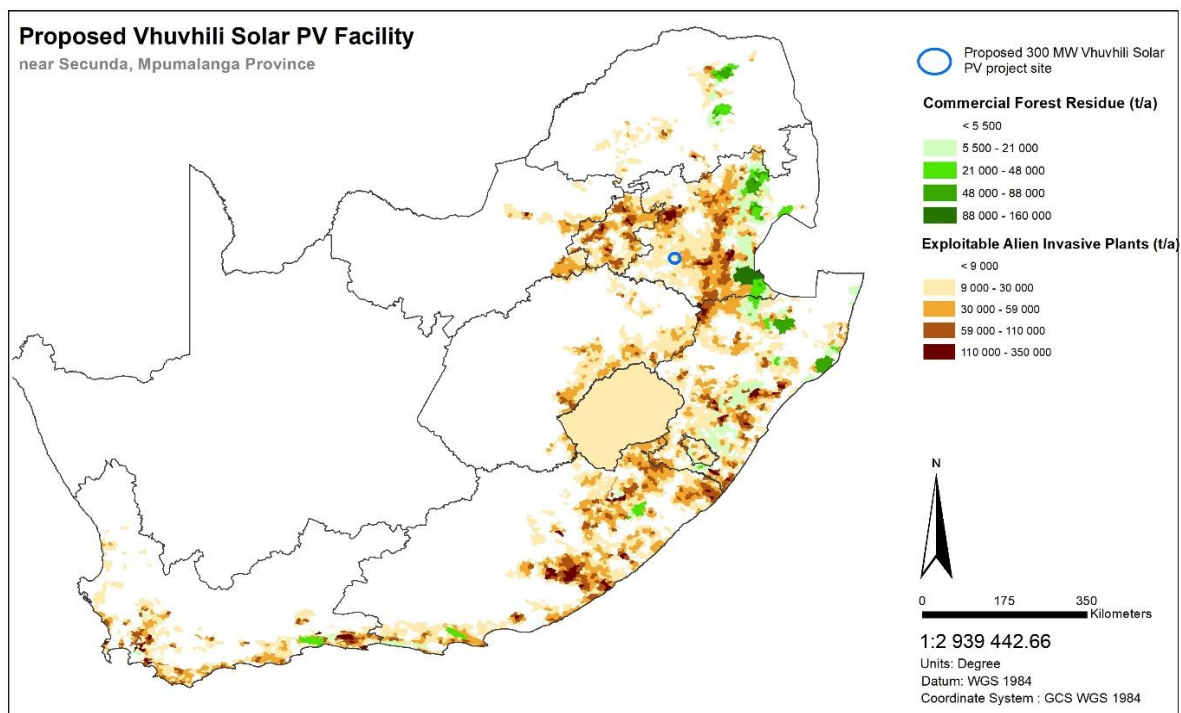 Proposed Vhuvhili Solar PV Facility
near Secunda, Mpumalanga Province
Proposed 300 MW Vhuvhili Solar
PV project site
Commercial Forest Residue (t/a)
< 5 500
5 500 - 21 000
21 000 - 48 000
48 000 - 88 000
88 000 - 160 000
Exploitable Alien Invasive Plants (t/a)
< 9 000
9 000 - 30 000
30 000 - 59 000
59 000 - 110 000
110 000 - 350 000
N
0 175 350
Kilometers
1:2 939 442.66
Units: Degree
Datum: WGS 1984
Coordinate System : GCS WGS 1984